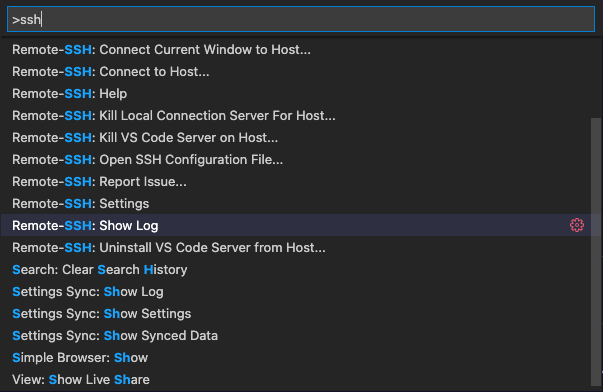 >ssh
Remote-SSH: Connect Current Window to Host...
Remote-SSH: Connect to Host...
Remote-SSH: Help
Remote-SSH: Kill Local Connection Server For Host...
Remote-SSH: Kill VS Code Server on Host...
Remote-SSH: Open SSH Configuration File...
Remote-SSH: Report Issue...
Remote-SSH: Settings
Remote-SSH: Show Log
Remote-SSH: Uninstall VS Code Server from Host...
Search: Clear Search History
Settings Sync: Show Log
Settings Sync: Show Settings
Settings Sync: Show Synced Data
Simple Browser: Show
View: Show Live Share